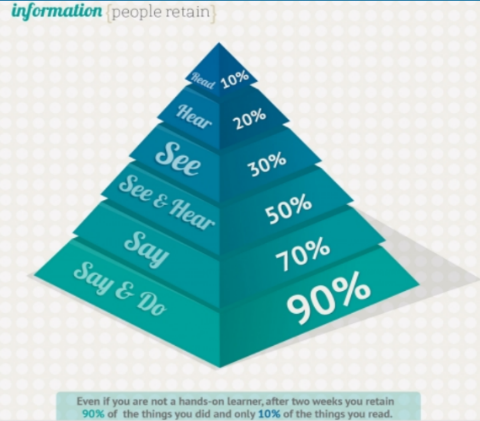 information {people retain}
Read 10%
Hear 20%
See 30%
See & Hear 50%
Say 70%
Say & Do 90%
Even if you are not a hands-on learner, after two weeks you retain
90% of the things you did and only 10% of the things you read.